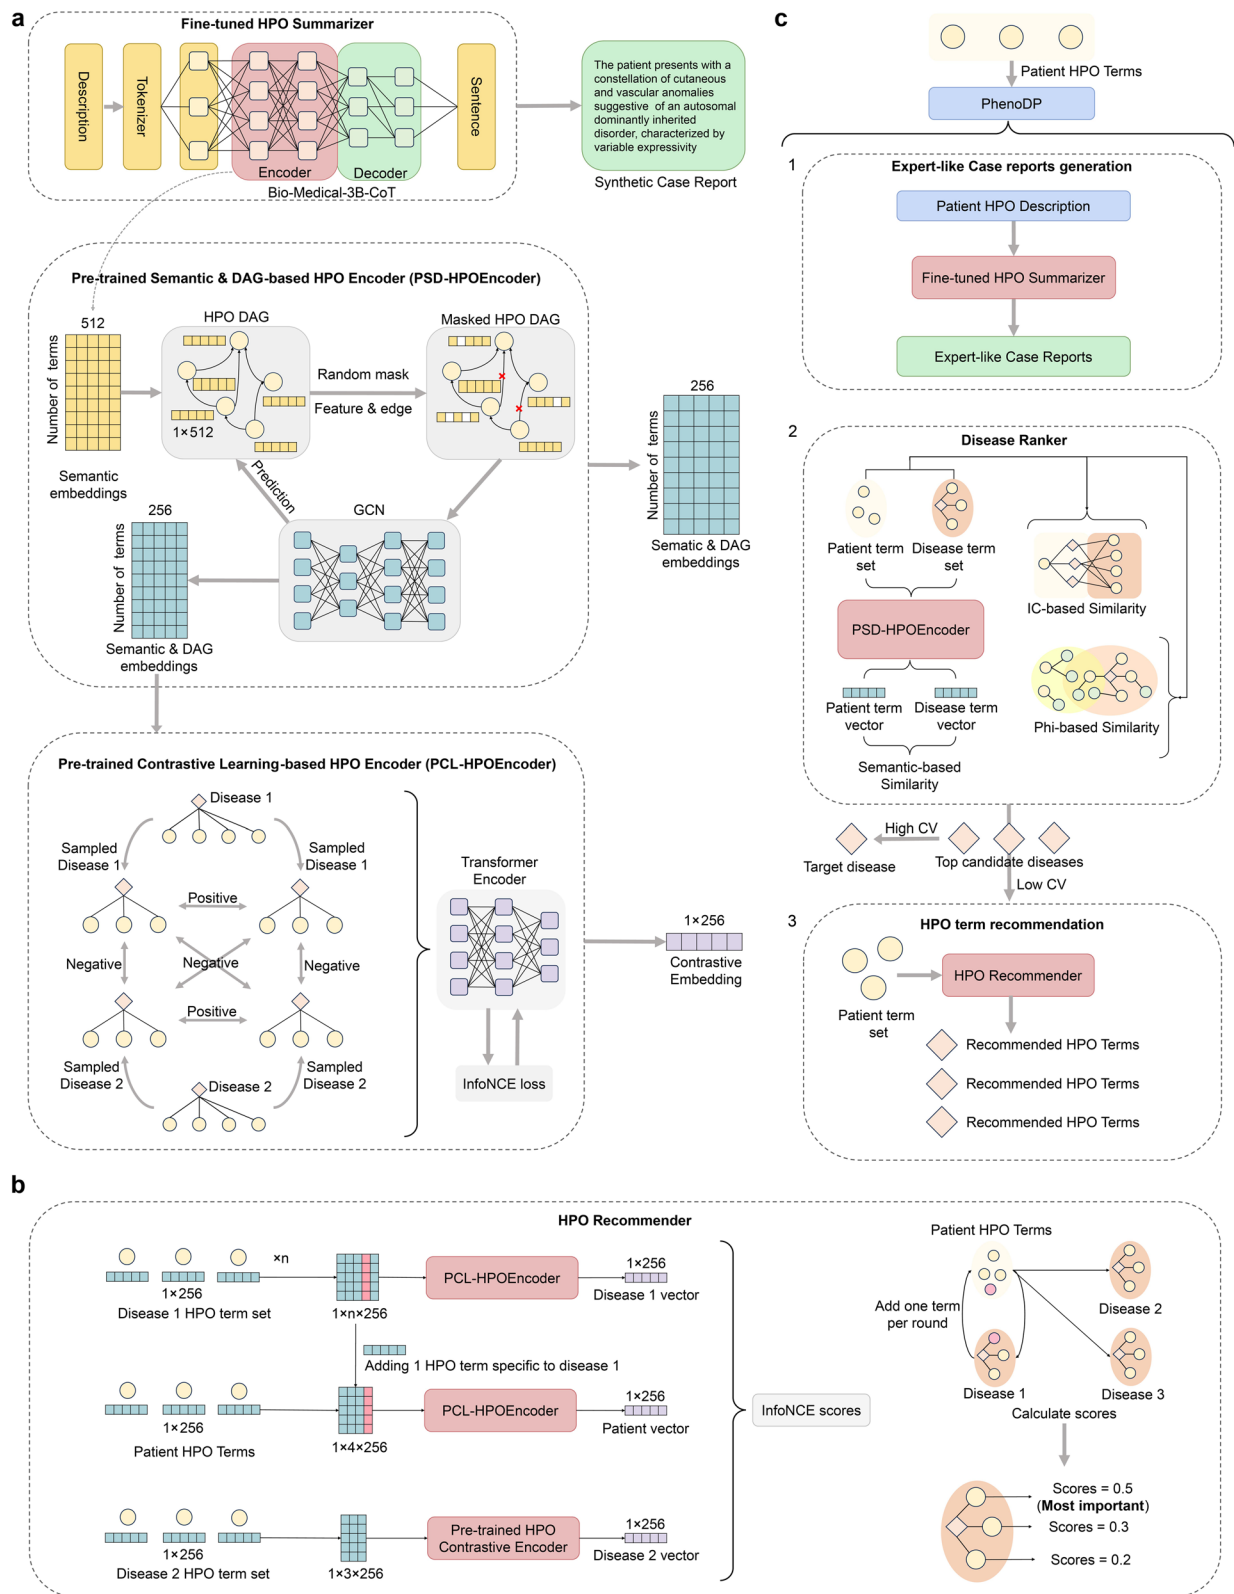 a
Fine-tuned HPO Summarizer
Description
Tokenizer
Encoder
Decoder
Bio-Medical-3B-CoT
Sentence
The patient presents with a
constellation of cutaneous
and vascular anomalies
suggestive of an autosomal
dominantly inherited
disorder, characterized by
variable expressivity
Synthetic Case Report
Pre-trained Semantic & DAG-based HPO Encoder (PSD-HPOEncoder)
512
Number of terms
Semantic
embeddings
HPO DAG
1×512
Random mask
Feature & edge
Masked HPO DAG
Prediction
GCN
256
Number of terms
Semantic & DAG
embeddings
256
Number of terms
Sematic & DAG
embeddings
Pre-trained Contrastive Learning-based HPO Encoder (PCL-HPOEncoder)
Disease 1
Sampled
Disease 1
Sampled
Disease 1
Positive
Negative
Negative
Negative
Positive
Sampled
Disease 2
Sampled
Disease 2
Disease 2
Transformer
Encoder
InfoNCE loss
1×256
Contrastive
Embedding
c
Patient HPO Terms
PhenoDP
1
Expert-like Case reports generation
Patient HPO Description
Fine-tuned HPO Summarizer
Expert-like Case Reports
2
Disease Ranker
Patient term
set
Disease term
set
PSD-HPOEncoder
Patient term
vector
Disease term
vector
Semantic-based
Similarity
IC-based Similarity
Phi-based Similarity
High CV
Target disease
Top candidate diseases
Low CV
3
HPO term recommendation
Patient term
set
HPO Recommender
Recommended HPO Terms
Recommended HPO Terms
Recommended HPO Terms
b
HPO Recommender
×n
1×256
Disease 1 HPO term set
1×n×256
PCL-HPOEncoder
1×256
Disease 1 vector
Adding 1 HPO term specific to disease 1
1×256
Patient HPO Terms
1×4×256
PCL-HPOEncoder
1×256
Patient vector
1×256
Disease 2 HPO term set
1×3×256
Pre-trained HPO
Contrastive Encoder
1×256
Disease 2 vector
InfoNCE scores
Patient HPO Terms
Add one term
per round
Disease 1
Disease 2
Disease 3
Calculate scores
Scores = 0.5
(Most important)
Scores = 0.3
Scores = 0.2